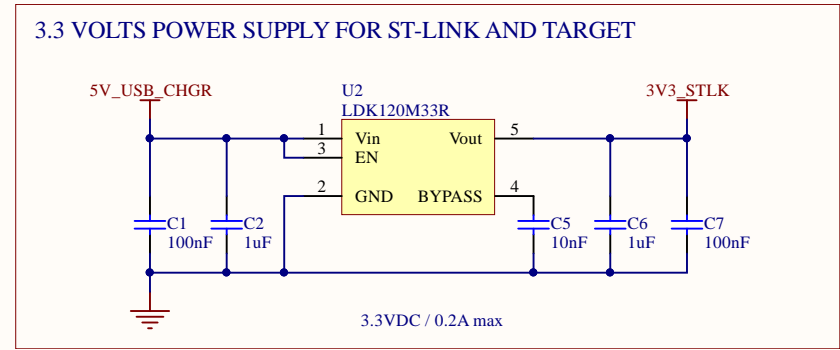 3.3 VOLTS POWER SUPPLY FOR ST-LINK AND TARGET
5V_USB_CHGR
U2
LDK120M33R
3V3_STLK
1
Vin
Vout
5
3
EN
2
GND
BYPASS
4
C1
100nF
C2
1uF
C5
10nF
C6
1uF
C7
100nF
3.3VDC / 0.2A max